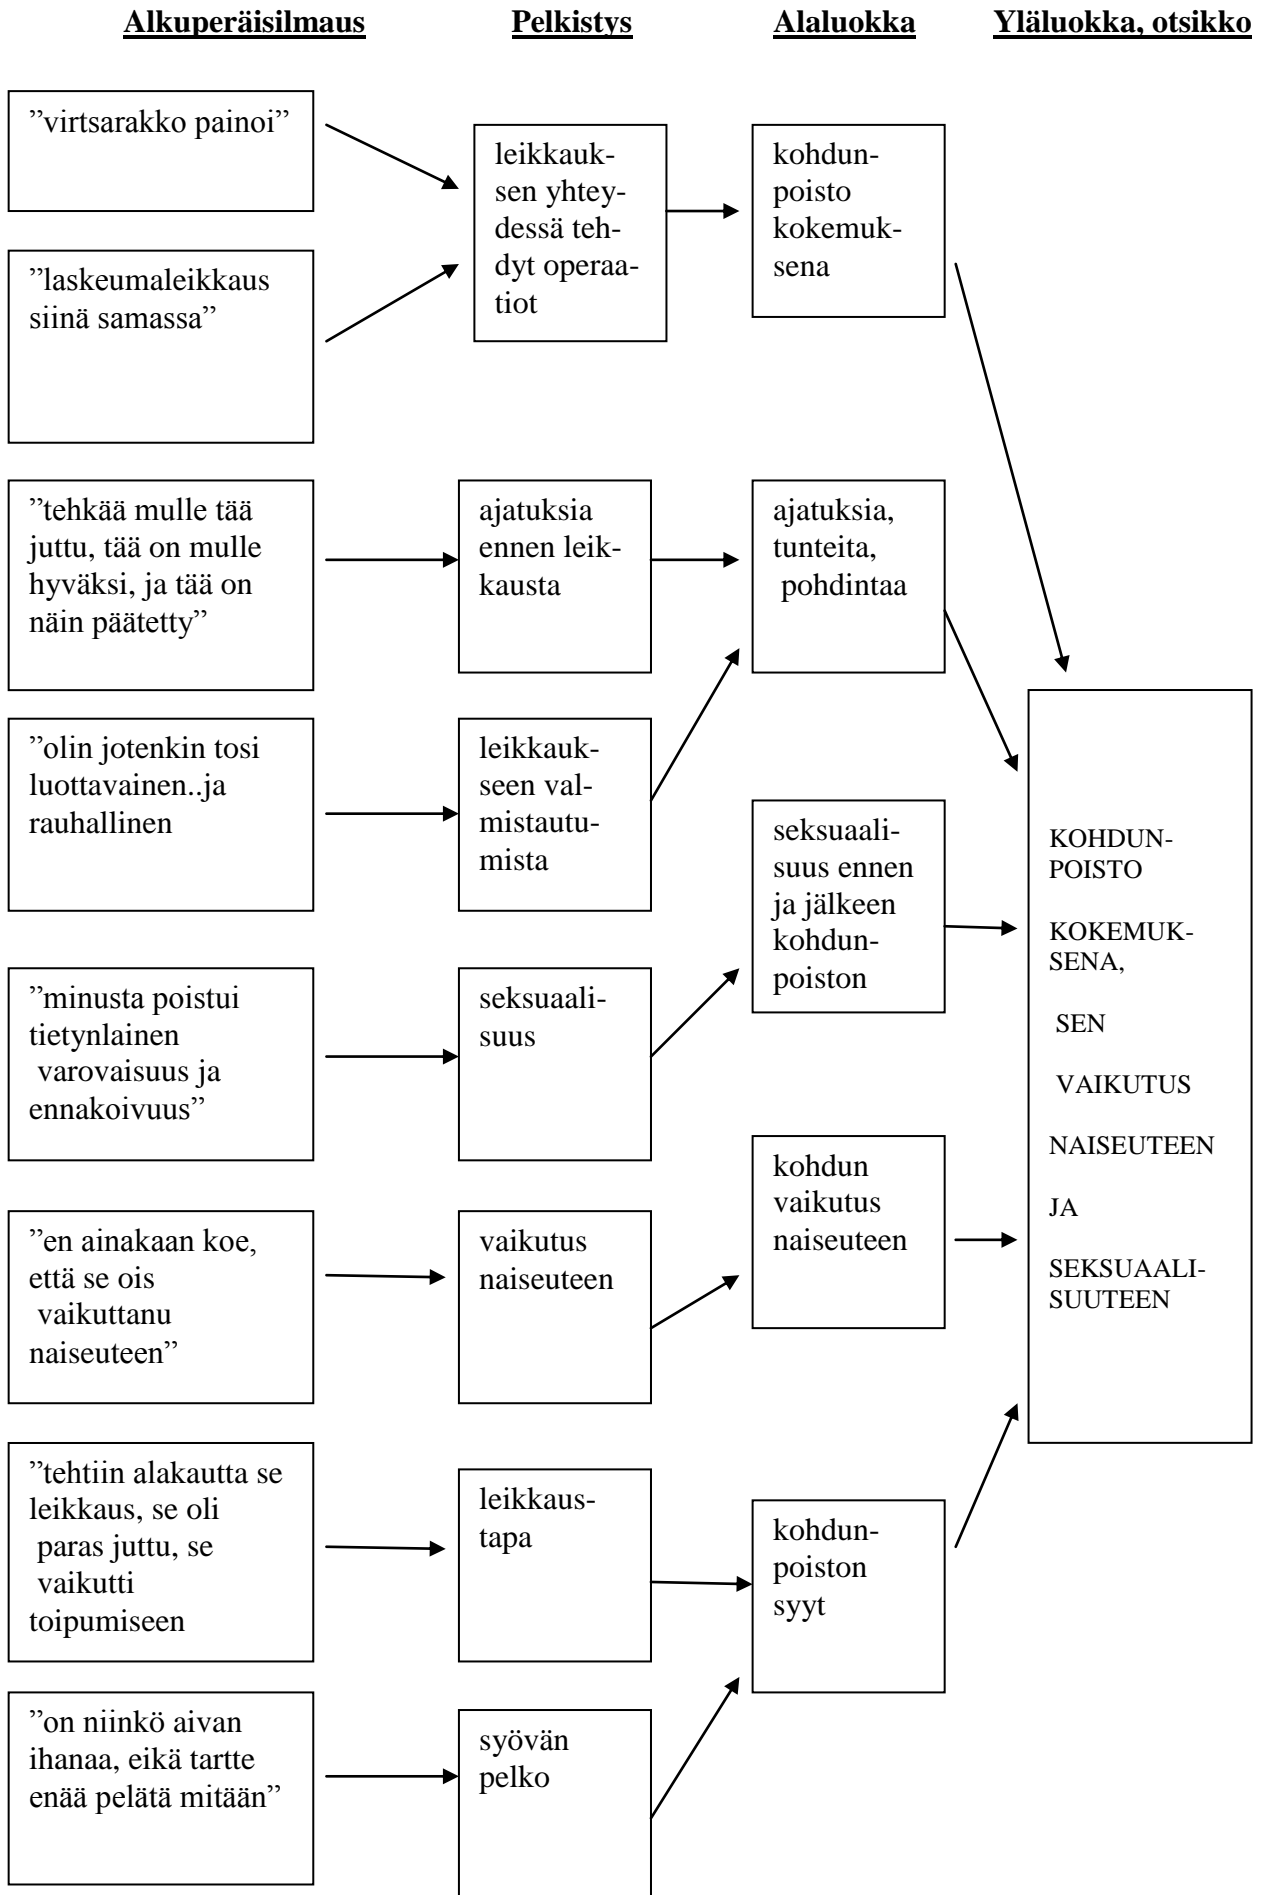 Alkuperäisilmaus Pelkistys Alaluokka Yläluokka, otsikko
”virtsarakko painoi”
”laskeumaleikkaus
siinä samassa”
leikkauk-
sen yhtey-
dessä teh-
dyt operaa-
tiot
kohdun-
poisto
kokemuk-
sena
”tehkää mulle tää
juttu, tää on mulle
hyväksi, ja tää on
näin päätetty”
ajatuksia
ennen leik-
kausta
ajatuksia,
tunteita,
pohdintaa
”olin jotenkin tosi
luottavainen..ja
rauhallinen
leikkauk-
seen val-
mistautu-
mista
”minusta poistui
tietynlainen
varovaisuus ja
ennakoivuus”
seksuaali-
suus
seksuaali-
suus ennen
ja jälkeen
kohdun-
poiston
”en ainakaan koe,
että se ois
vaikuttanu
naiseuteen”
vaikutus
naiseuteen
kohdun
vaikutus
naiseuteen
”tehtiin alakautta se
leikkaus, se oli
paras juttu, se
vaikutti
toipumiseen
leikkaus-
tapa
”on niinkö aivan
ihanaa, eikä tartte
enää pelätä mitään”
syövän
pelko
kohdun-
poiston
syyt
KOHDUN-
POISTO
KOKEMUK-
SENA,
SEN
VAIKUTUS
NAISEUTEEN
JA
SEKSUAALI-
SUUTEEN